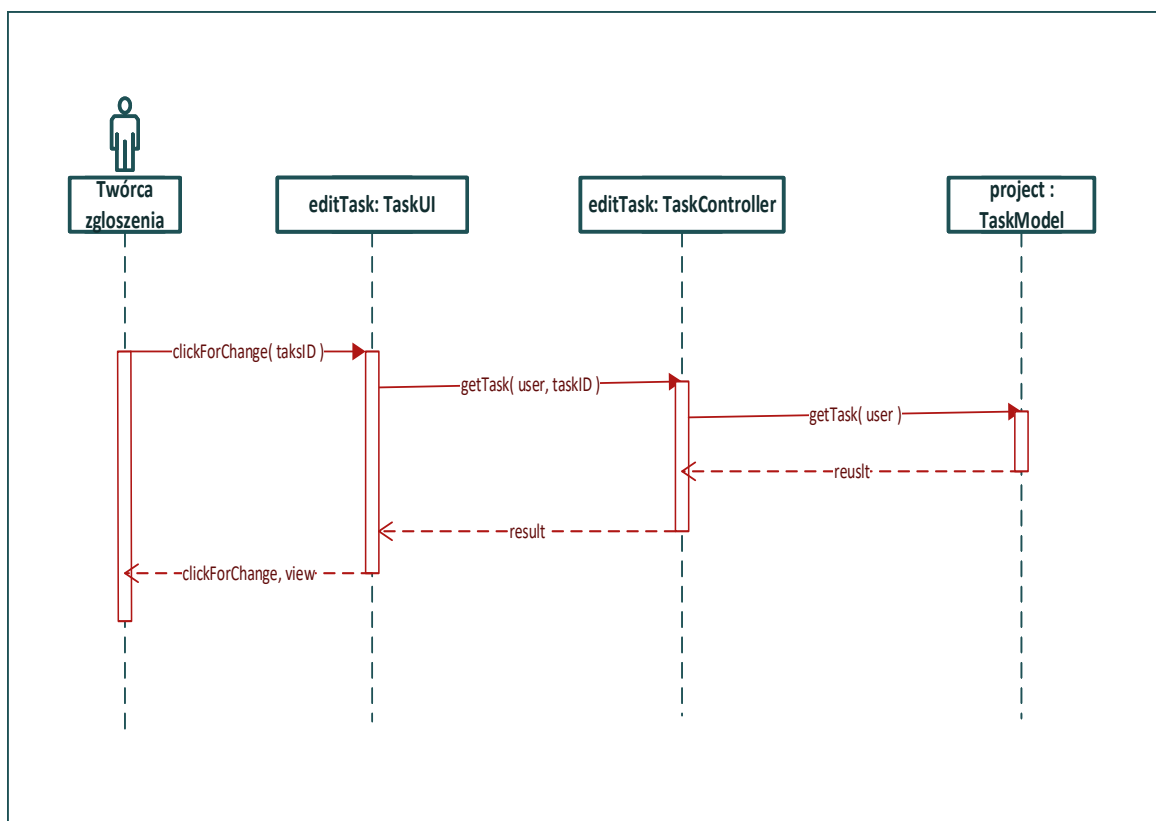 Twórca
zgloszenia
editTask: TaskUI
editTask: TaskController
project :
TaskModel
clickForChange( taksID )
getTask( user, taskID )
getTask( user )
reuslt
result
clickForChange, view